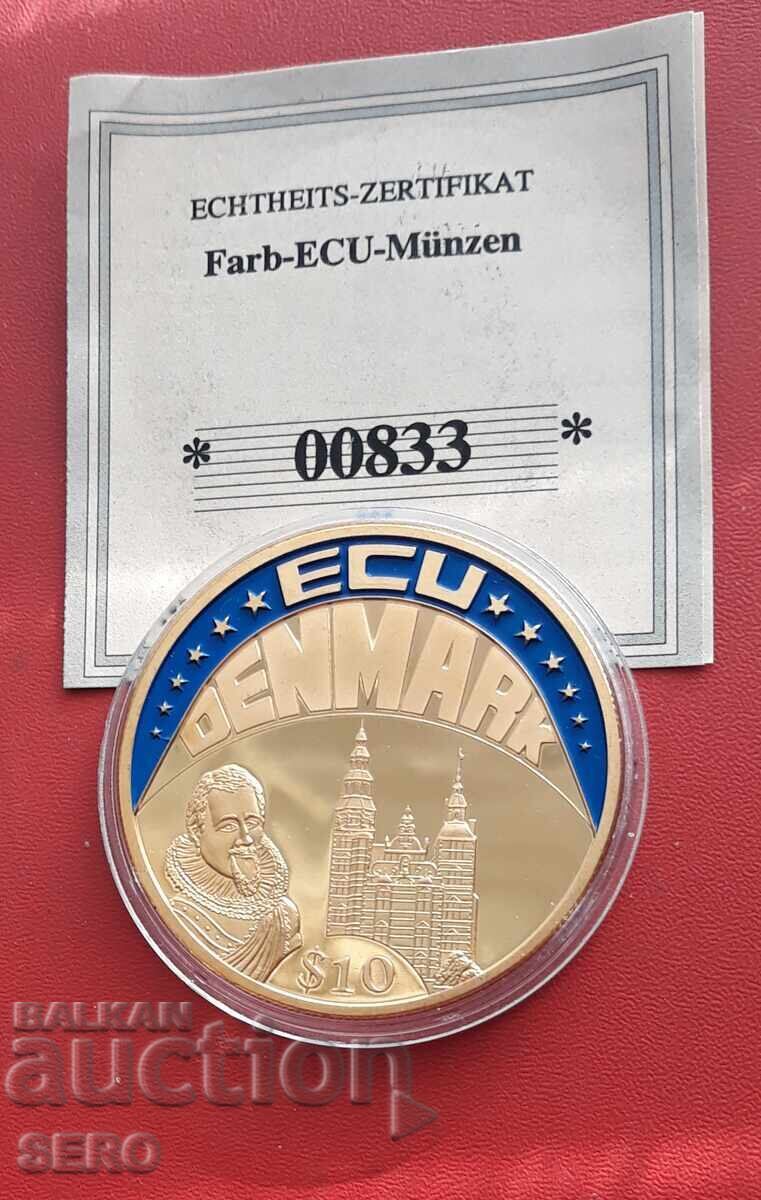 ECHTHEITS-ZERTIFIKAT
Farb-ECU-Münzen
* 00833 *
ECU
DENMARK
$10
BALKAN
auction
SERO